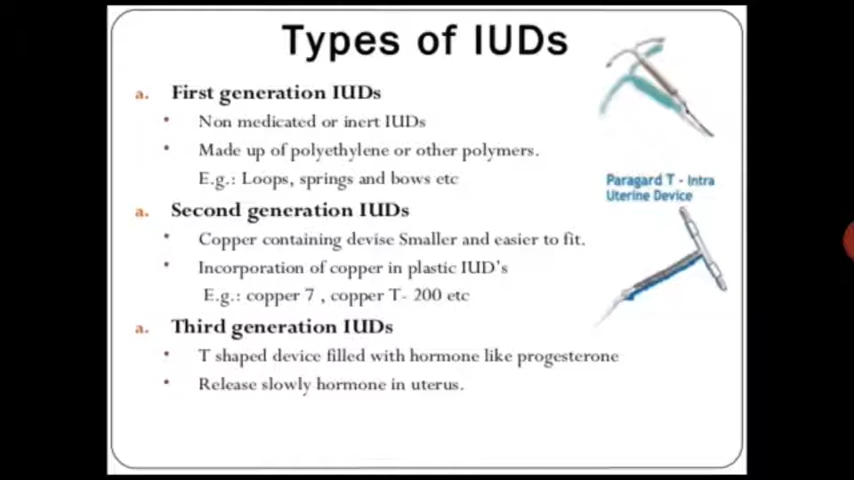 Types of IUDs
a. First generation IUDs
• Non medicated or inert IUDs
• Made up of polyethylene or other polymers.
E.g.: Loops, springs and bows etc
Paragard T - Intra
Uterine Device
a. Second generation IUDs
• Copper containing devise Smaller and easier to fit.
• Incorporation of copper in plastic IUD's
E.g.: copper 7 , copper T- 200 etc
a. Third generation IUDs
• T shaped device filled with hormone like progesterone
• Release slowly hormone in uterus.